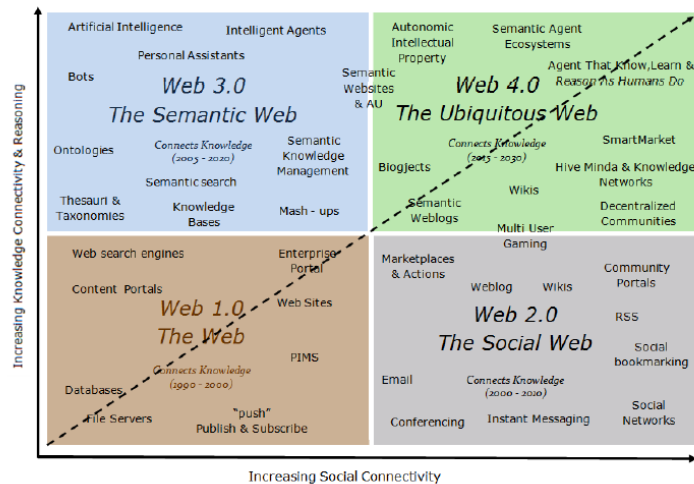 Increasing Knowledge Connectivity & Reasoning
Artificial Intelligence
Intelligent Agents
Personal Assistants
Bots
Web 3.0
The Semantic Web
Ontologies
Connects Knowledge
(2005 - 2020)
Semantic
Knowledge
Management
Semantic search
Thesauri &
Taxonomies
Knowledge
Bases
Mash - ups
Semantic
Websites
& AU
Autonomic
Intellectual
Property
Semantic Agent
Ecosystems
Agent That Know,Learn &
Reason As Humans Do
Web 4.0
The Ubiquitous Web
Connects Knowledge
(2015 - 2030)
SmartMarket
BlogJects
Hive Minda & Knowledge
Networks
Wikis
Semantic
Weblogs
Decentralized
Communities
Multi User
Gaming
Web search engines
Enterprise
Portal
Content Portals
Web Sites
Web 1.0
The Web
PIMS
Connects Knowledge
(1990 - 2000)
Databases
File Servers
"push"
Publish & Subscribe
Marketplaces
& Actions
Weblog
Wikis
Community
Portals
Web 2.0
The Social Web
RSS
Social
bookmarking
Email
Connects Knowledge
(2000 - 2020)
Conferencing
Instant Messaging
Social
Networks
Increasing Social Connectivity